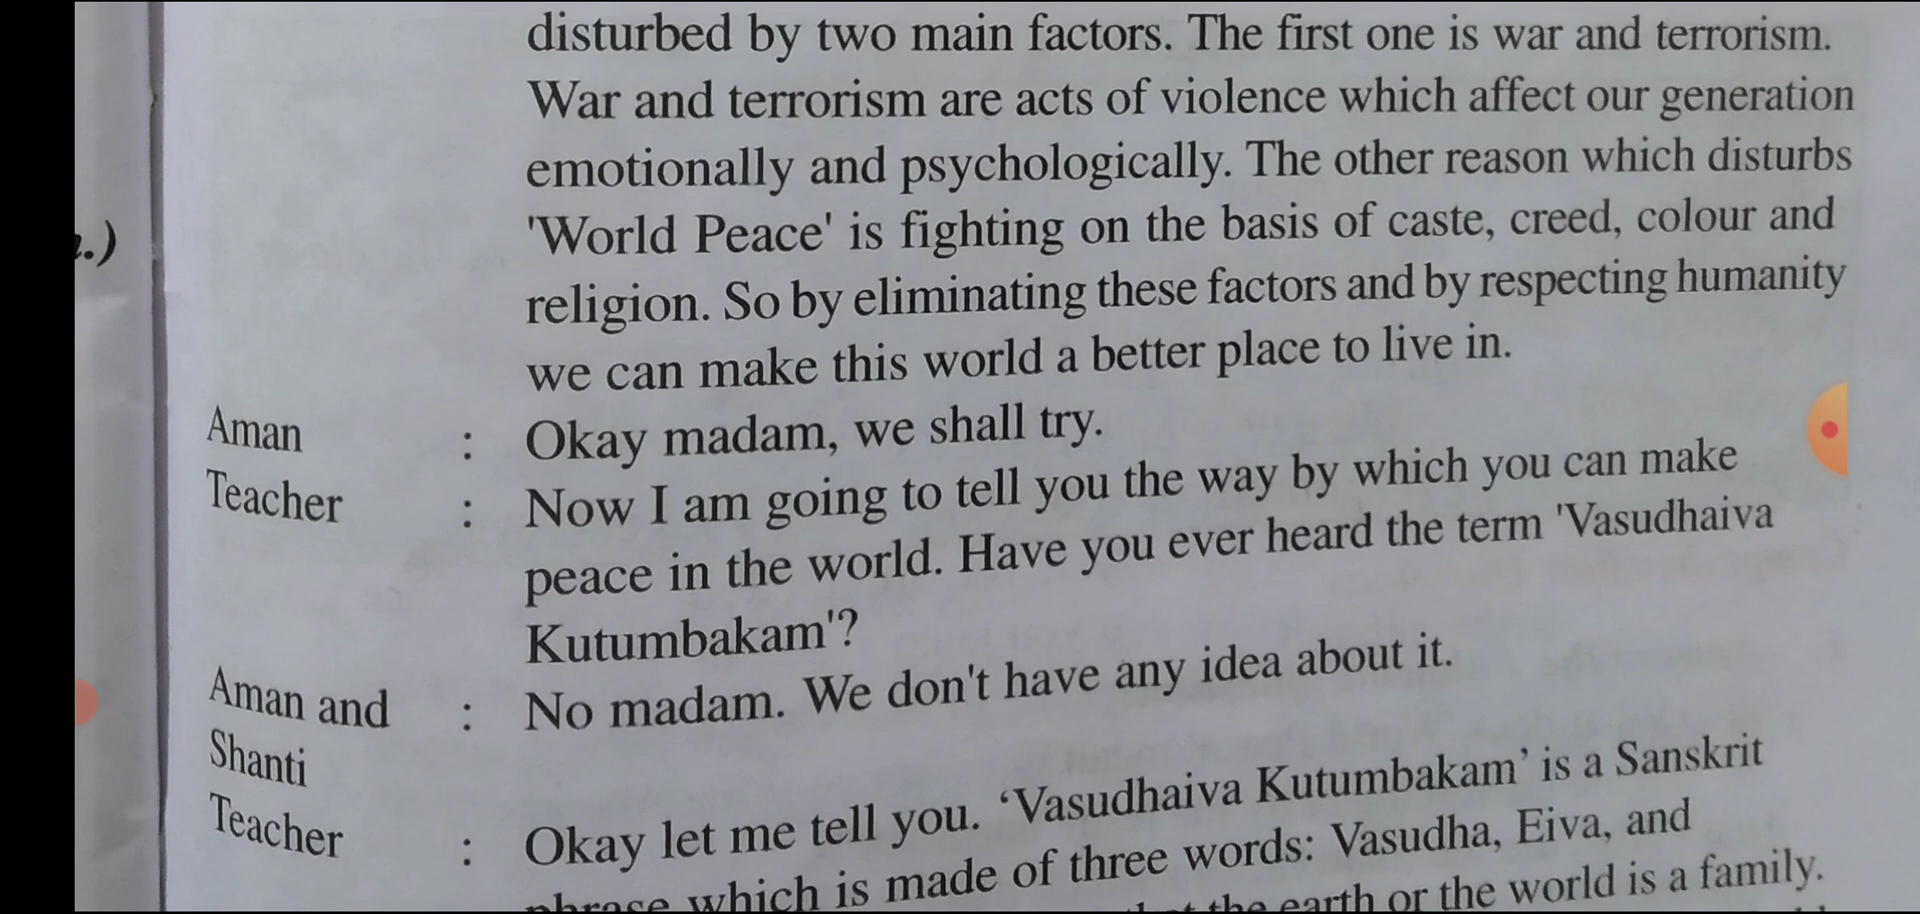 disturbed by two main factors. The first one is war and terrorism.
War and terrorism are acts of violence which affect our generation
emotionally and psychologically. The other reason which disturbs
'World Peace' is fighting on the basis of caste, creed, colour and
.)
religion. So by eliminating these factors and by respecting humanity
we can make this world a better place to live in.
Aman : Okay madam, we shall try.
Teacher : Now I am going to tell you the way by which you can make
peace in the world. Have you ever heard the term 'Vasudhaiva
Kutumbakam'?
Aman and : No madam. We don't have any idea about it.
Shanti
Teacher : Okay let me tell you. ‘Vasudhaiva Kutumbakam’ is a Sanskrit
phrase which is made of three words: Vasudha, Eiva, and
the earth or the world is a family.